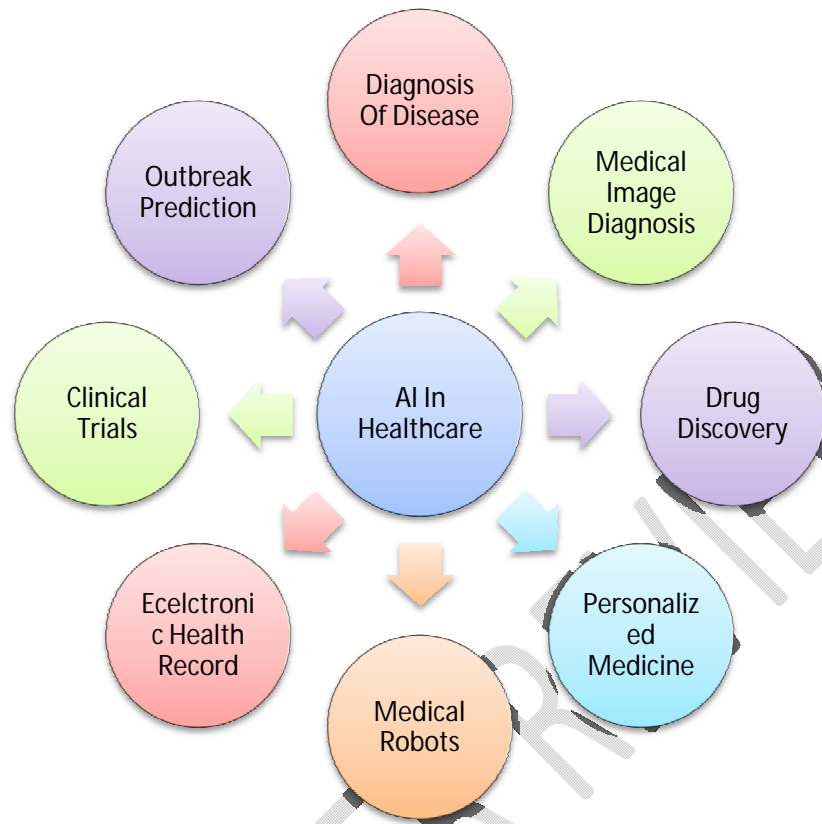 Diagnosis
Of Disease
Medical
Image
Diagnosis
Drug
Discovery
Personaliz
ed
Medicine
Medical
Robots
Ecelctroni
c Health
Record
Clinical
Trials
Outbreak
Prediction
AI In
Healthcare